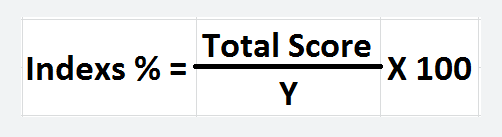 Total Score
Indexs % = X 100
Y